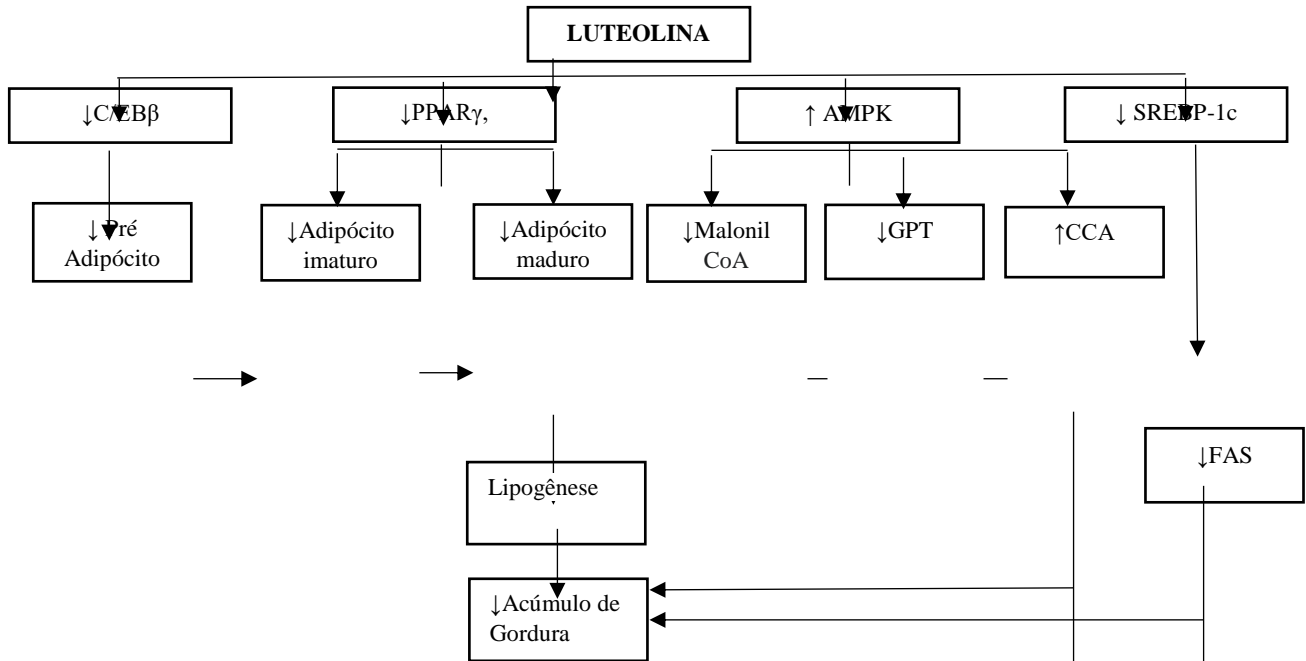 LUTEOLINA
↓C/EBβ
↓PPARγ,
↑ AMPK
↓ SREBP-1c
↓ Pré
Adipócito
↓Adipócito
imaturo
↓Adipócito
maduro
↓Malonil
CoA
↓GPT
↑CCA
↓FAS
Lipogênese
↓Acúmulo de
Gordura